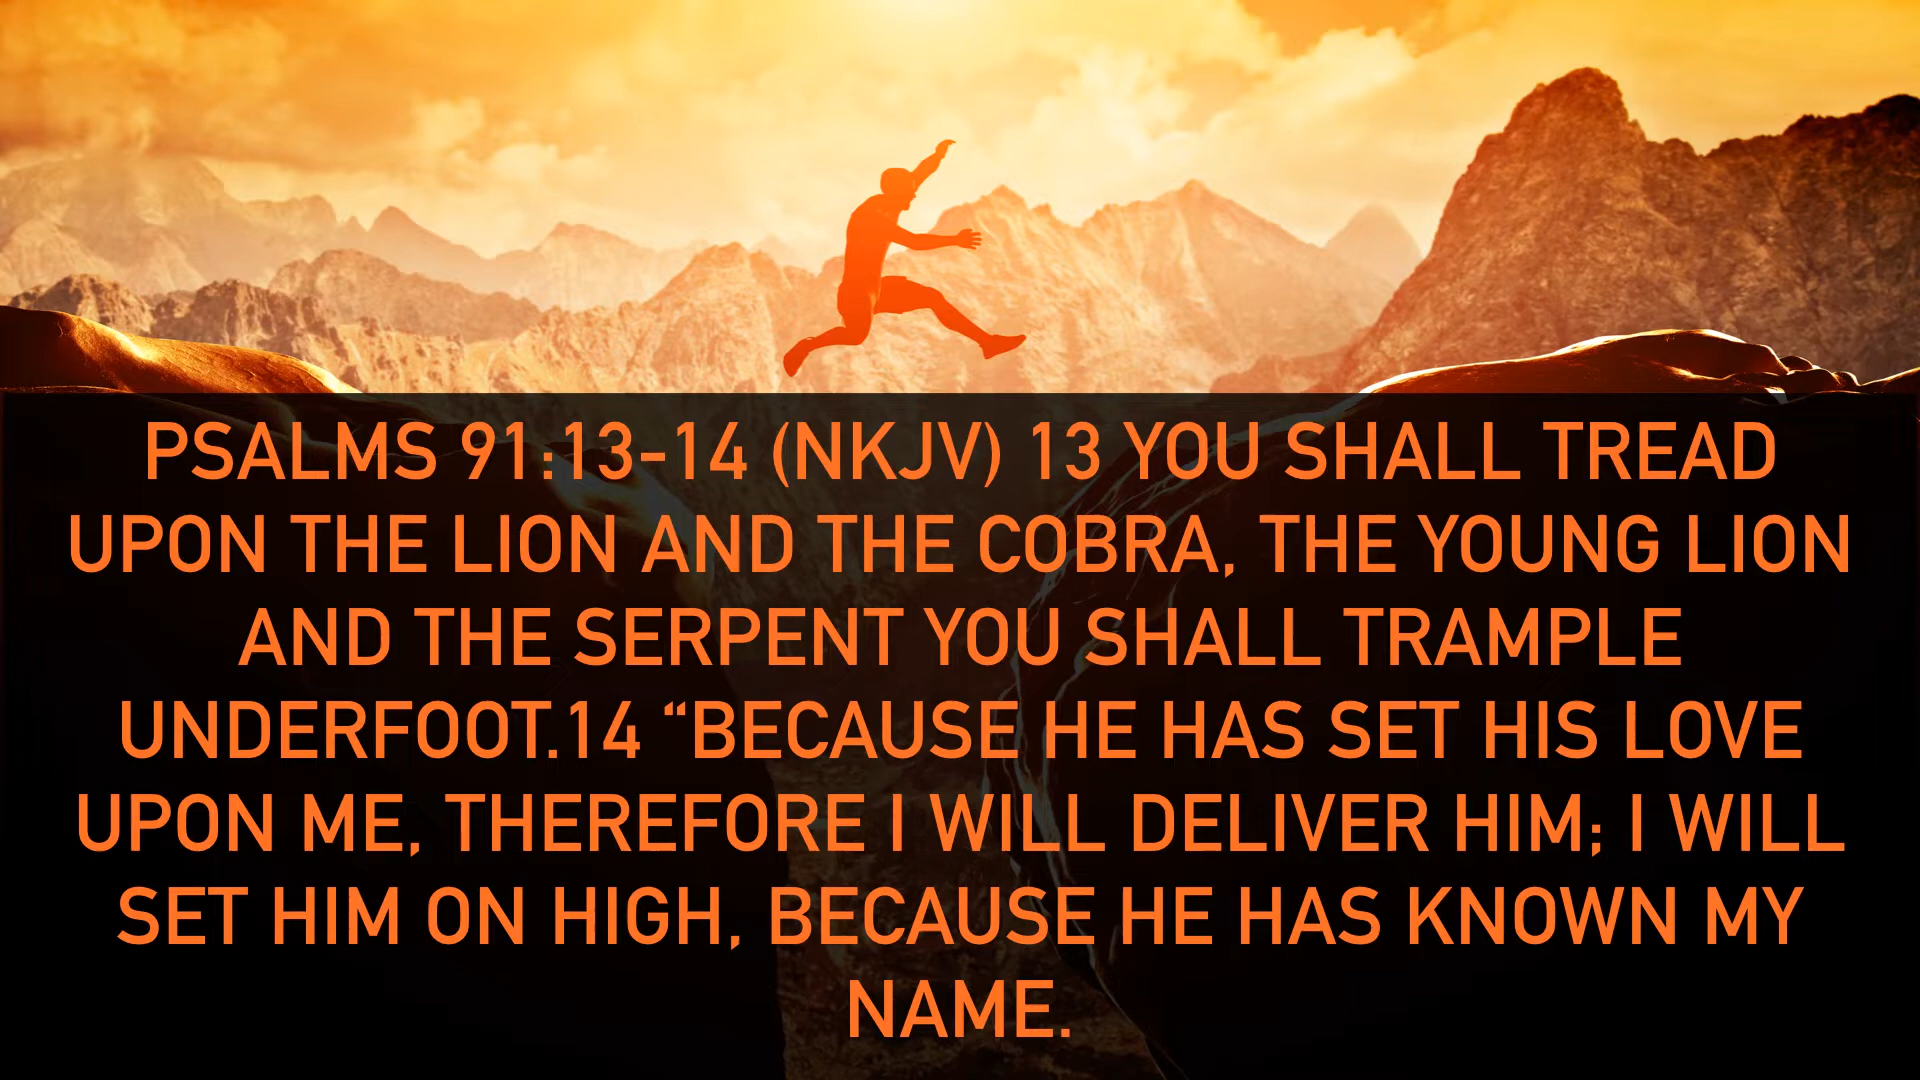 PSALMS 91:13-14 (NKJV) 13 YOU SHALL TREAD
UPON THE LION AND THE COBRA, THE YOUNG LION
AND THE SERPENT YOU SHALL TRAMPLE
UNDERFOOT.14 “BECAUSE HE HAS SET HIS LOVE
UPON ME, THEREFORE I WILL DELIVER HIM; I WILL
SET HIM ON HIGH, BECAUSE HE HAS KNOWN MY
NAME.